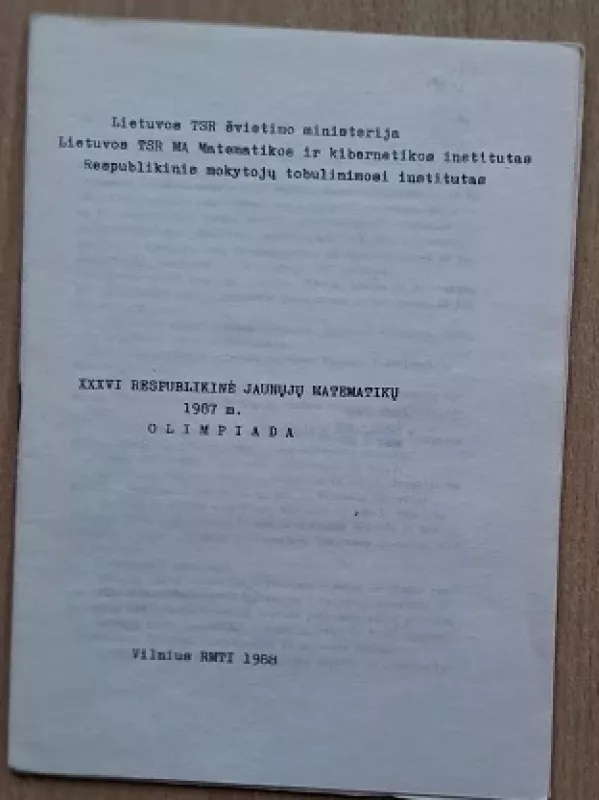 Lietuvos TSR švietimo ministerija
Lietuvos TSR MA Matematikos ir kibernetikos institutas
Respublikinis mokytojų tobulinimosi institutas
XXXVI RESPUBLIKINĖ JAUNŲJŲ MATEMATIKŲ
1987 m.
O L I M P I A D A
Vilnius RMTI 1988